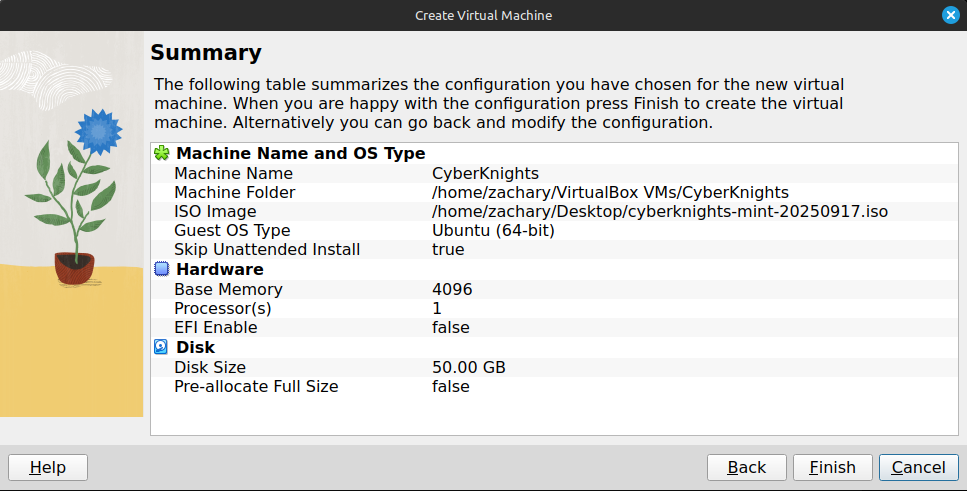 Create Virtual Machine
Summary
The following table summarizes the configuration you have chosen for the new virtual
machine. When you are happy with the configuration press Finish to create the virtual
machine. Alternatively you can go back and modify the configuration.
Machine Name and OS Type
Machine Name CyberKnights
Machine Folder /home/zachary/VirtualBox VMs/CyberKnights
ISO Image /home/zachary/Desktop/cyberknights-mint-20250917.iso
Guest OS Type Ubuntu (64-bit)
Skip Unattended Install true
Hardware
Base Memory 4096
Processor(s) 1
EFI Enable false
Disk
Disk Size 50.00 GB
Pre-allocate Full Size false
Help Back Finish Cancel